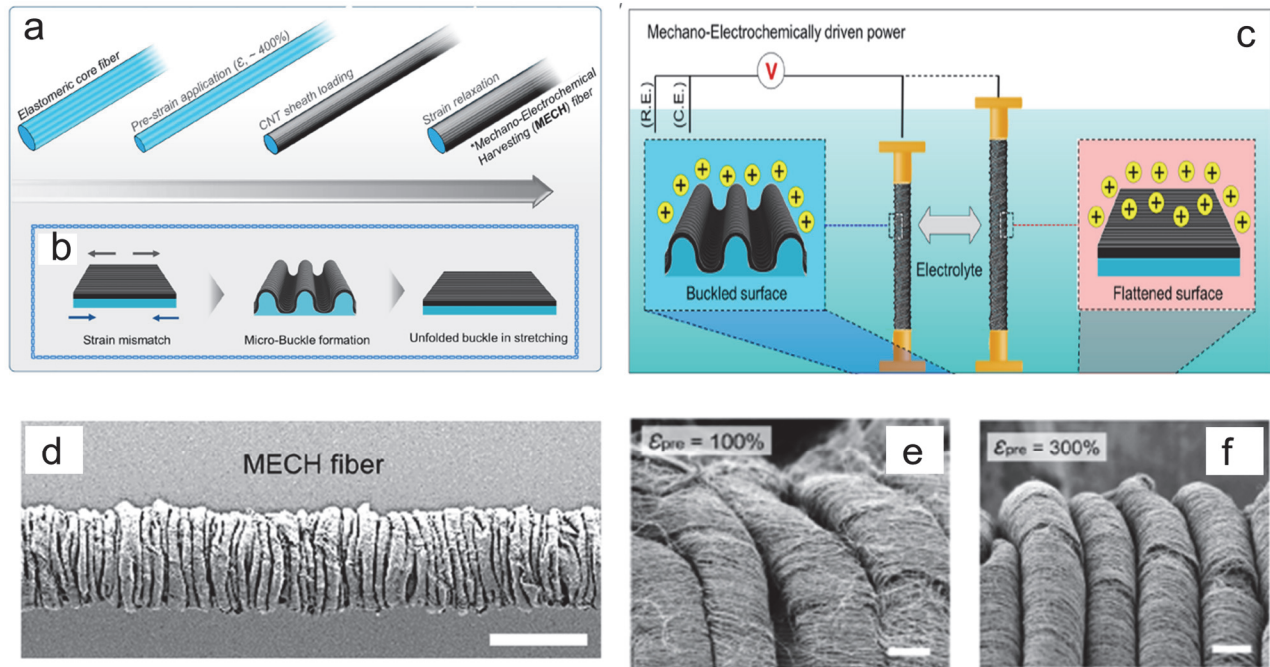 a
Elastomeric core fiber
Pre-strain application (ε, ~ 400%)
CNT sheath loading
Strain relaxation
*Mechano-Electrochemical
Harvesting (MECH) fiber
b
Strain mismatch
Micro-Buckle formation
Unfolded buckle in stretching
c
Mechano-Electrochemically driven power
V
(R.E.)
(C.E.)
+ + + + + + + +
+ + + + + + + + + + +
Electrolyte
Buckled surface
Flattened surface
d
MECH fiber
εpre = 100%
e
εpre = 300%
f